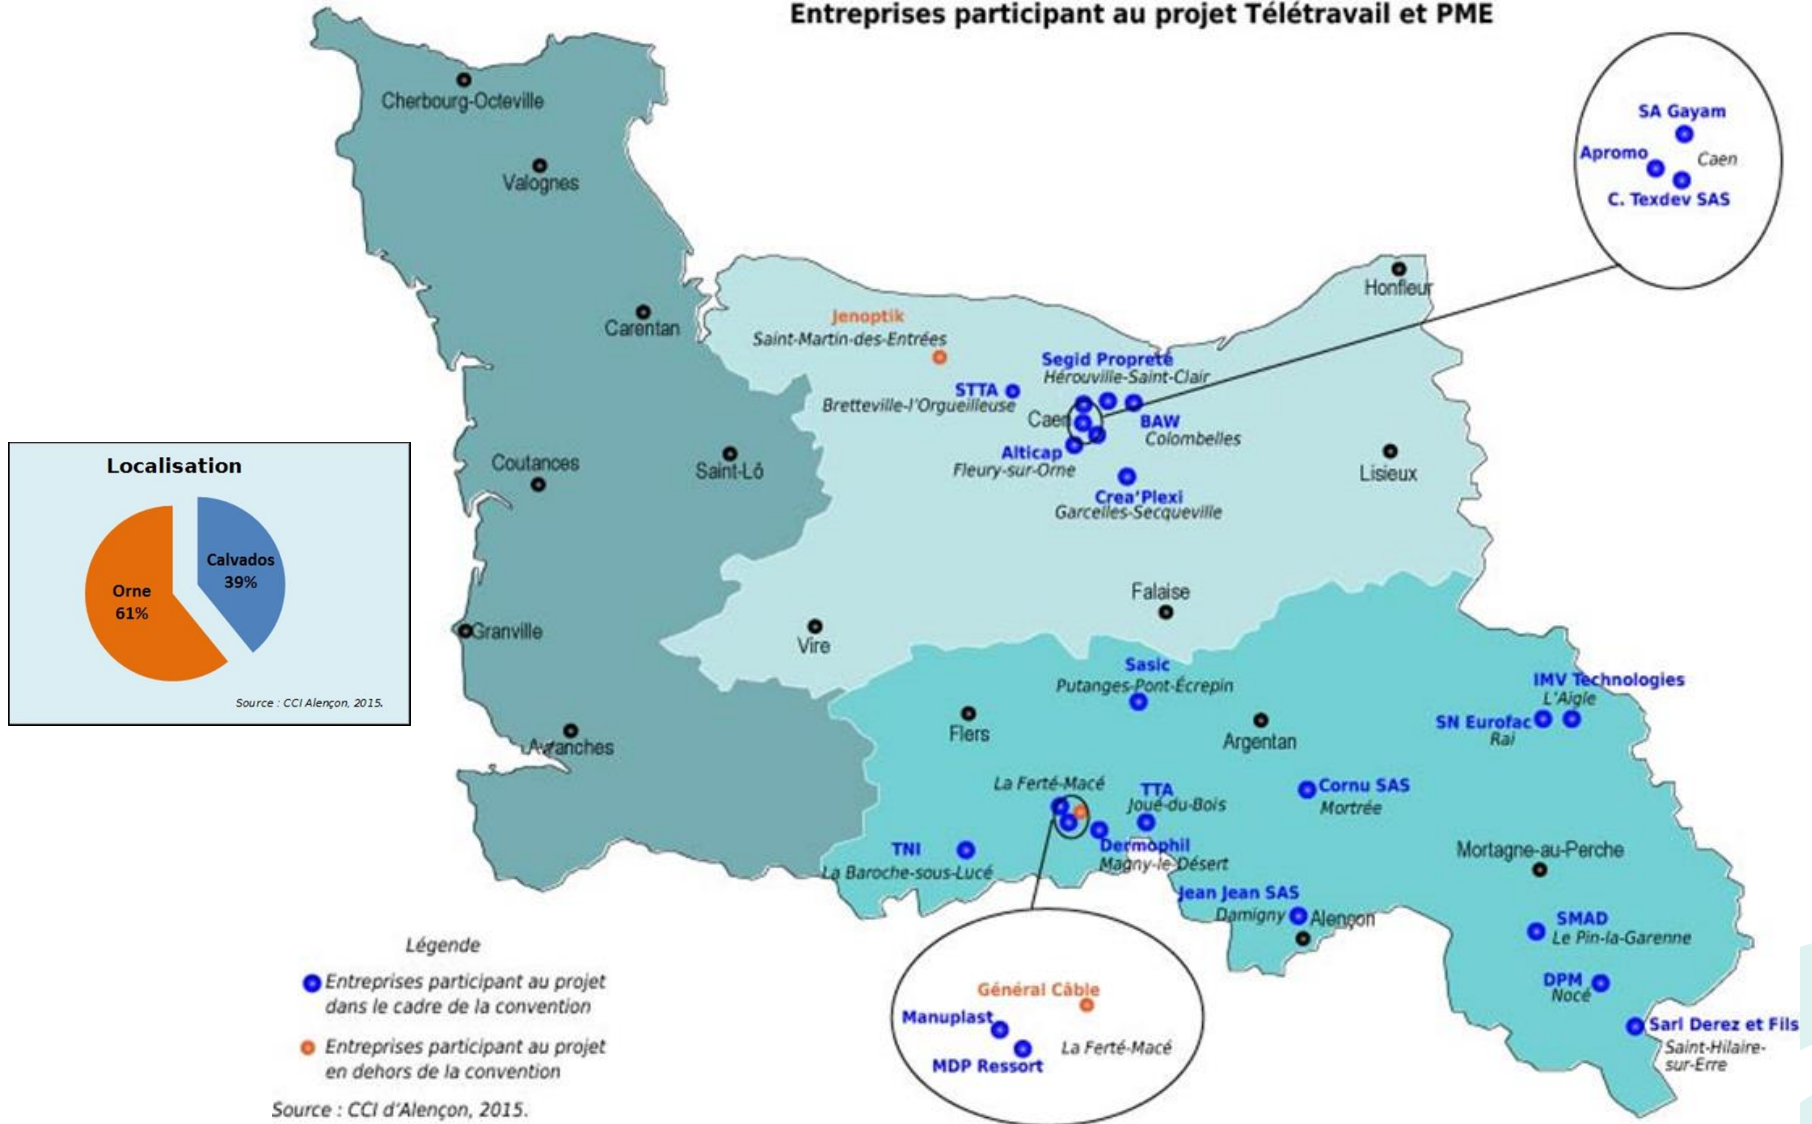 Entreprises participant au projet Télétravail et PME
Cherbourg-Octeville
Valognes
Carentan
Saint-Lô
Coutances
Granville
Avranches
SA Gayam
Apromo
Caen
C. Texdev SAS
Honfleur
Jenoptik
Saint-Martin-des-Entrées
Segid Propreté
Hérouville-Saint-Clair
STTA
Bretteville-l'Orgueilleuse
Caen
BAW
Colombelles
Alticap
Fleury-sur-Orne
Crea'Plexi
Garcelles-Secqueville
Lisieux
Falaise
Vire
Localisation
Calvados
39%
Orne
61%
Source : CCI Alençon, 2015.
Sasic
Putanges-Pont-Écrepin
IMV Technologies
L'Aigle
SN Eurofac
Rai
Flers
Argentan
La Ferté-Macé
TTA
Joué-du-Bois
Cornu SAS
Mortrée
TNI
La Baroche-sous-Lucé
Dermophil
Magny-le-Désert
Mortagne-au-Perche
Jean Jean SAS
Damigny
Alençon
SMAD
Le Pin-la-Garenne
DPM
Nocé
Sarl Derez et Fils
Saint-Hilaire-
sur-Erre
Général Câble
Manuplast
La Ferté-Macé
MDP Ressort
Légende
Entreprises participant au projet
dans le cadre de la convention
Entreprises participant au projet
en dehors de la convention
Source : CCI d'Alençon, 2015.